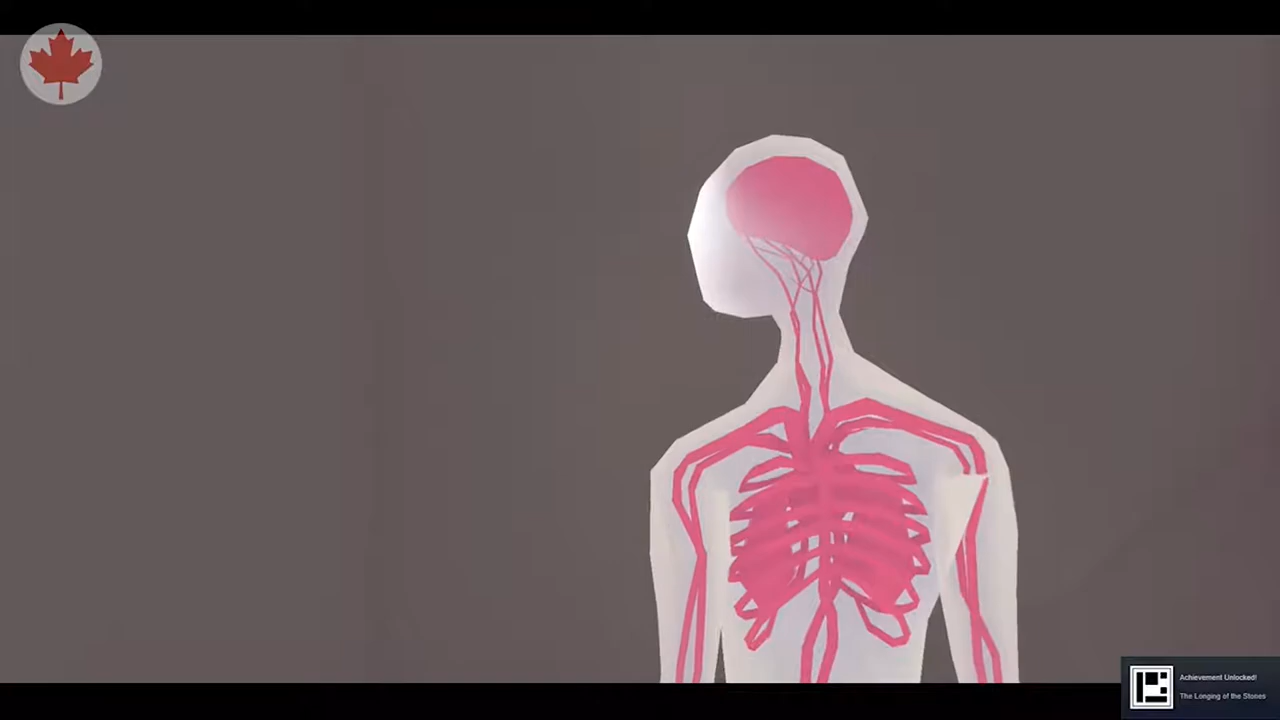 Achievement Unlocked!
The Longing of the Stones